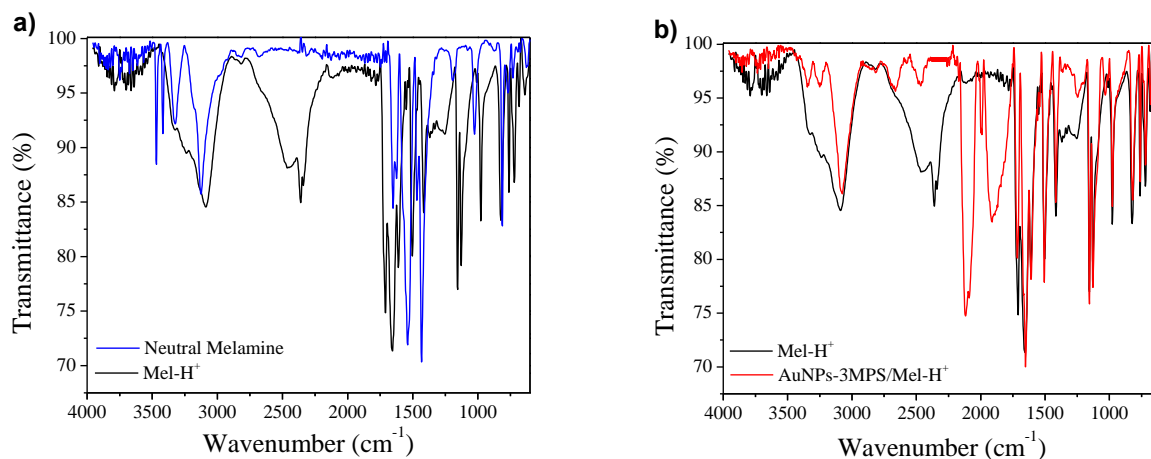 a)
100
95
90
85
80
75
70
Transmittance (%)
Neutral Melamine
Mel-H⁺
4000 3500 3000 2500 2000 1500 1000
Wavenumber (cm⁻¹)
b)
100
95
90
85
80
75
70
Transmittance (%)
Mel-H⁺
AuNPs-3MPS/Mel-H⁺
4000 3500 3000 2500 2000 1500 1000
Wavenumber (cm⁻¹)